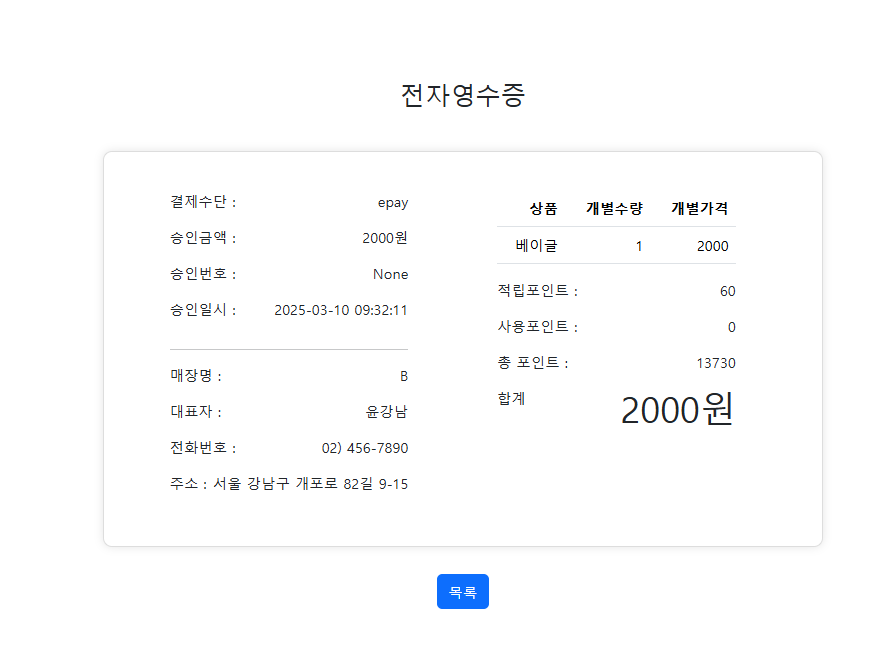 전자영수증
결제수단 : epay
승인금액 : 2000원
승인번호 : None
승인일시 : 2025-03-10 09:32:11
매장명 : B
대표자 : 윤강남
전화번호 : 02) 456-7890
주소 : 서울 강남구 개포로 82길 9-15
상품 개별수량 개별가격
베이글 1 2000
적립포인트 : 60
사용포인트 : 0
총 포인트 : 13730
합계 2000원
목록